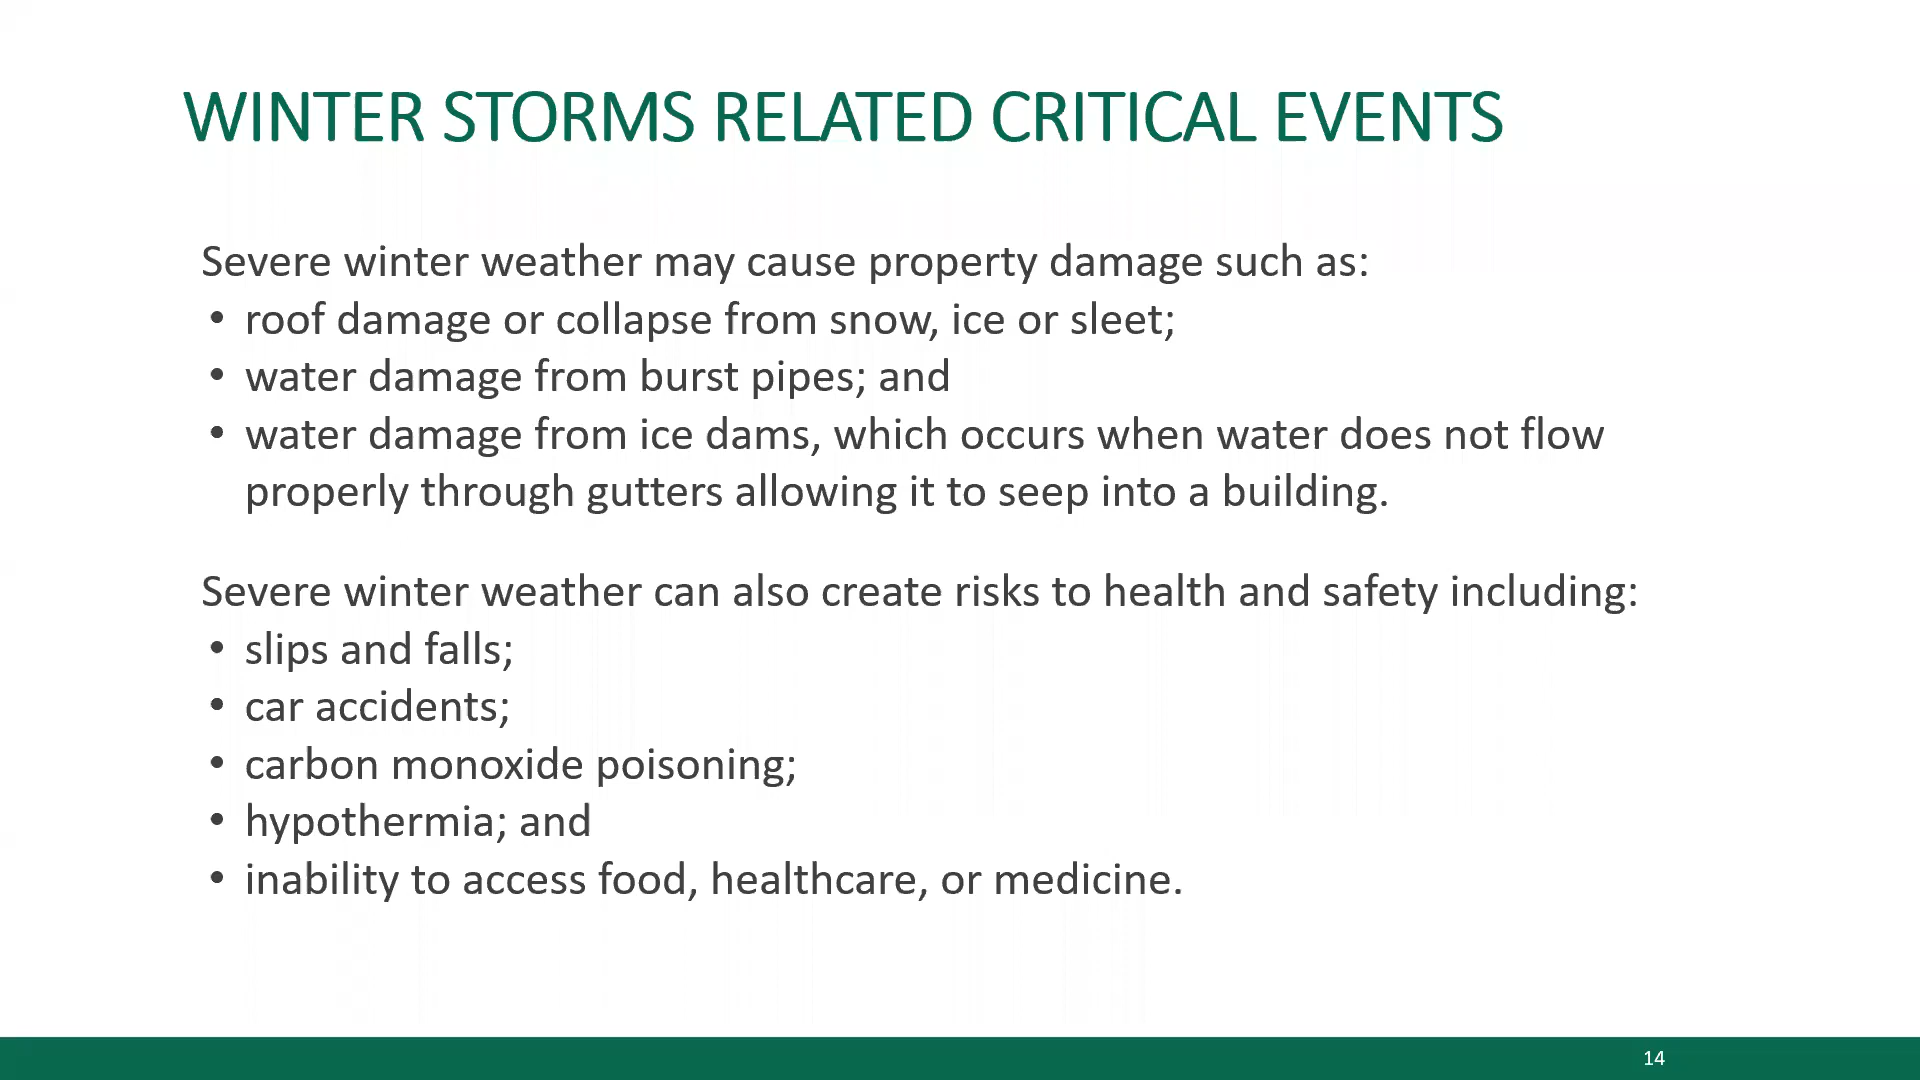 WINTER STORMS RELATED CRITICAL EVENTS
Severe winter weather may cause property damage such as:
• roof damage or collapse from snow, ice or sleet;
• water damage from burst pipes; and
• water damage from ice dams, which occurs when water does not flow
properly through gutters allowing it to seep into a building.
Severe winter weather can also create risks to health and safety including:
• slips and falls;
• car accidents;
• carbon monoxide poisoning;
• hypothermia; and
• inability to access food, healthcare, or medicine.
14